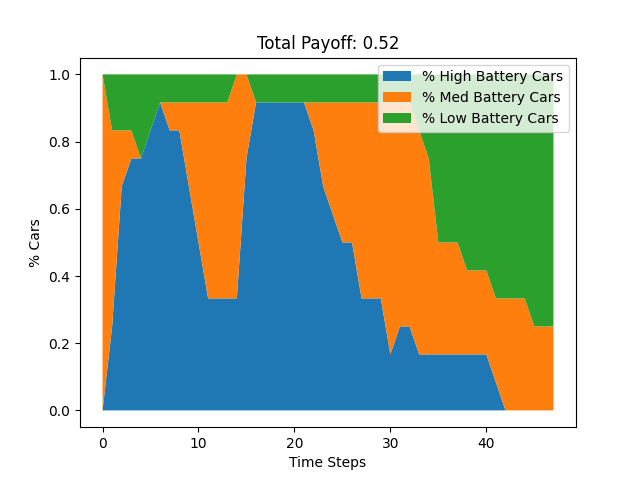 Total Payoff: 0.52
% High Battery Cars
% Med Battery Cars
% Low Battery Cars
1.0
0.8
0.6
0.4
0.2
0.0
% Cars
0
10
20
30
40
Time Steps